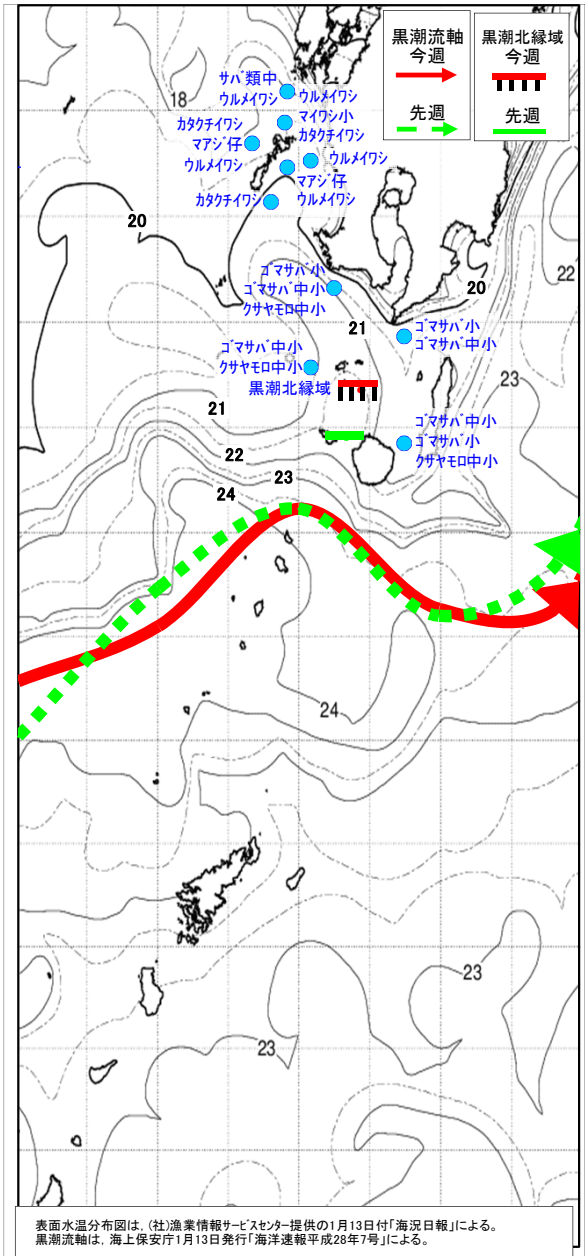 黒潮流軸
今週
先週
黒潮北縁域
今週
先週
サバ類中
ウルメイワシ
ウルメイワシ
18
マイワシ小
カタクチイワシ
カタクチイワシ
マアジ仔
ウルメイワシ
ウルメイワシ
マアジ仔
ウルメイワシ
カタクチイワシ
20
20
22
ゴマサバ小
ゴマサバ中小
クサヤモロ中小
21
ゴマサバ小
ゴマサバ中小
ゴマサバ中小
クサヤモロ中小
黒潮北縁域
23
21
ゴマサバ中小
ゴマサバ小
クサヤモロ中小
22
23
24
24
23
23
表面水温分布図は，(社)漁業情報サービスセンター提供の1月13日付「海況日報」による。
黒潮流軸は，海上保安庁1月13日発行「海洋速報平成28年7号」による。